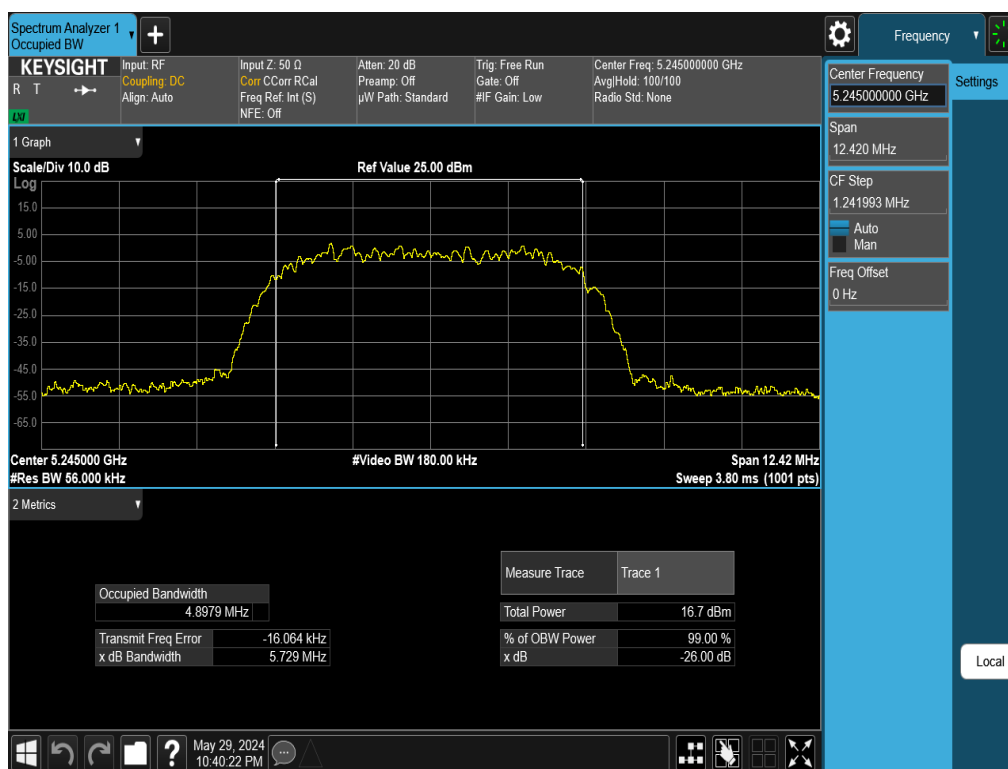 Spectrum Analyzer 1
Occupied BW
Frequency
KEYSIGHT
R T
LXI
Input: RF
Coupling: DC
Align: Auto
Input Z: 50 Ω
Corr CCorr RCal
Freq Ref: Int (S)
NFE: Off
Atten: 20 dB
Preamp: Off
µW Path: Standard
Trig: Free Run
Gate: Off
#IF Gain: Low
Center Freq: 5.245000000 GHz
Avg|Hold: 100/100
Radio Std: None
Center Frequency
5.245000000 GHz
Settings
Span
12.420 MHz
CF Step
1.241993 MHz
Auto
Man
Freq Offset
0 Hz
Local
1 Graph
Scale/Div 10.0 dB
Ref Value 25.00 dBm
Log
15.0
5.00
-5.00
-15.0
-25.0
-35.0
-45.0
-55.0
-65.0
Center 5.245000 GHz
#Video BW 180.00 kHz
Span 12.42 MHz
#Res BW 56.000 kHz
Sweep 3.80 ms (1001 pts)
2 Metrics
Occupied Bandwidth
4.8979 MHz
Transmit Freq Error -16.064 kHz
x dB Bandwidth 5.729 MHz
Measure Trace Trace 1
Total Power 16.7 dBm
% of OBW Power 99.00 %
x dB -26.00 dB
?
May 29, 2024
10:40:22 PM